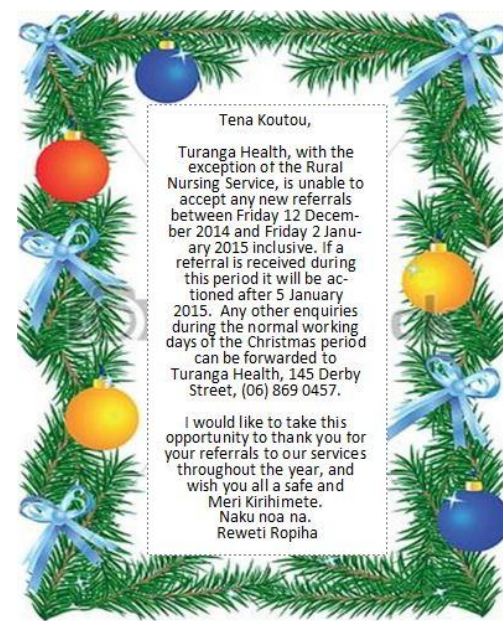 Tena Koutou,
Turanga Health, with the
exception of the Rural
Nursing Service, is unable to
accept any new referrals
between Friday 12 Decem-
ber 2014 and Friday 2 Janu-
ary 2015 inclusive. If a
referral is received during
this period it will be ac-
tioned after 5 January
2015.  Any other enquiries
during the normal working
days of the Christmas period
can be forwarded to
Turanga Health, 145 Derby
Street, (06) 869 0457.
I would like to take this
opportunity to thank you for
your referrals to our services
throughout the year, and
wish you all a safe and
Meri Kirihimete.
Naku noa na.
Reweti Ropiha